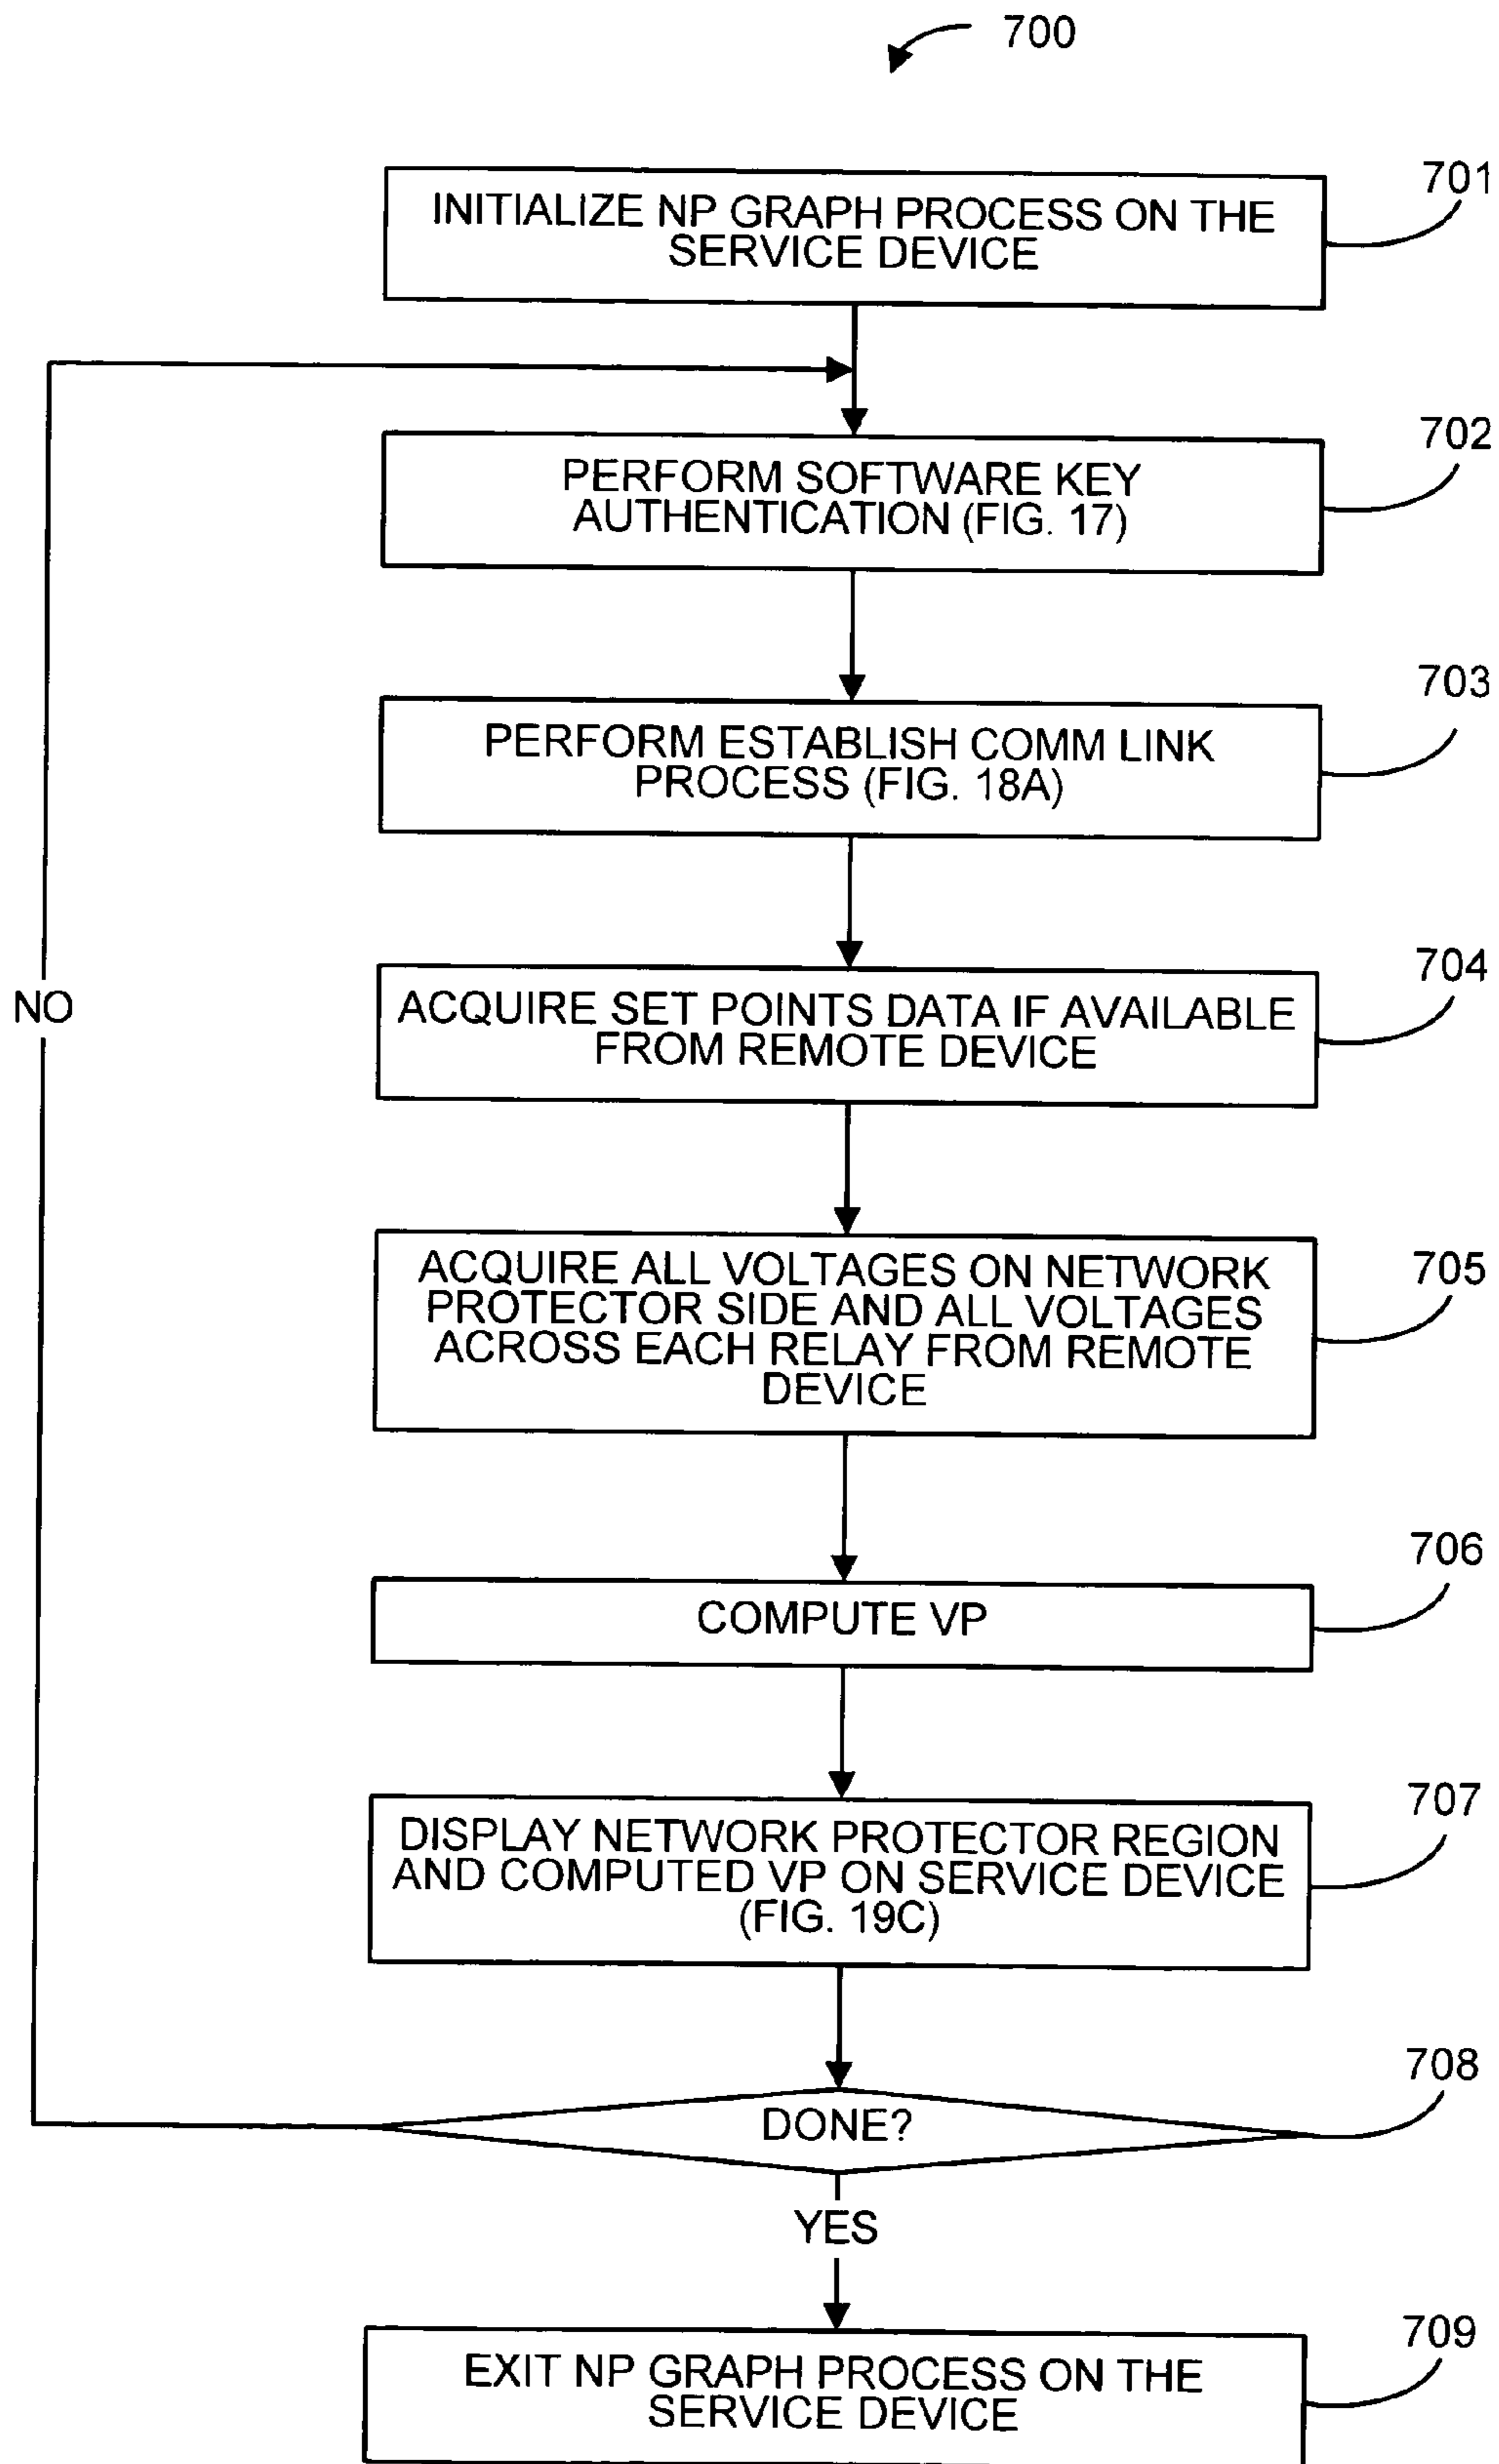 700
701
INITIALIZE NP GRAPH PROCESS ON THE
SERVICE DEVICE
702
PERFORM SOFTWARE KEY
AUTHENTICATION (FIG. 17)
703
PERFORM ESTABLISH COMM LINK
PROCESS (FIG. 18A)
704
ACQUIRE SET POINTS DATA IF AVAILABLE
FROM REMOTE DEVICE
NO
705
ACQUIRE ALL VOLTAGES ON NETWORK
PROTECTOR SIDE AND ALL VOLTAGES
ACROSS EACH RELAY FROM REMOTE
DEVICE
706
COMPUTE VP
707
DISPLAY NETWORK PROTECTOR REGION
AND COMPUTED VP ON SERVICE DEVICE
(FIG. 19C)
708
DONE?
YES
709
EXIT NP GRAPH PROCESS ON THE
SERVICE DEVICE